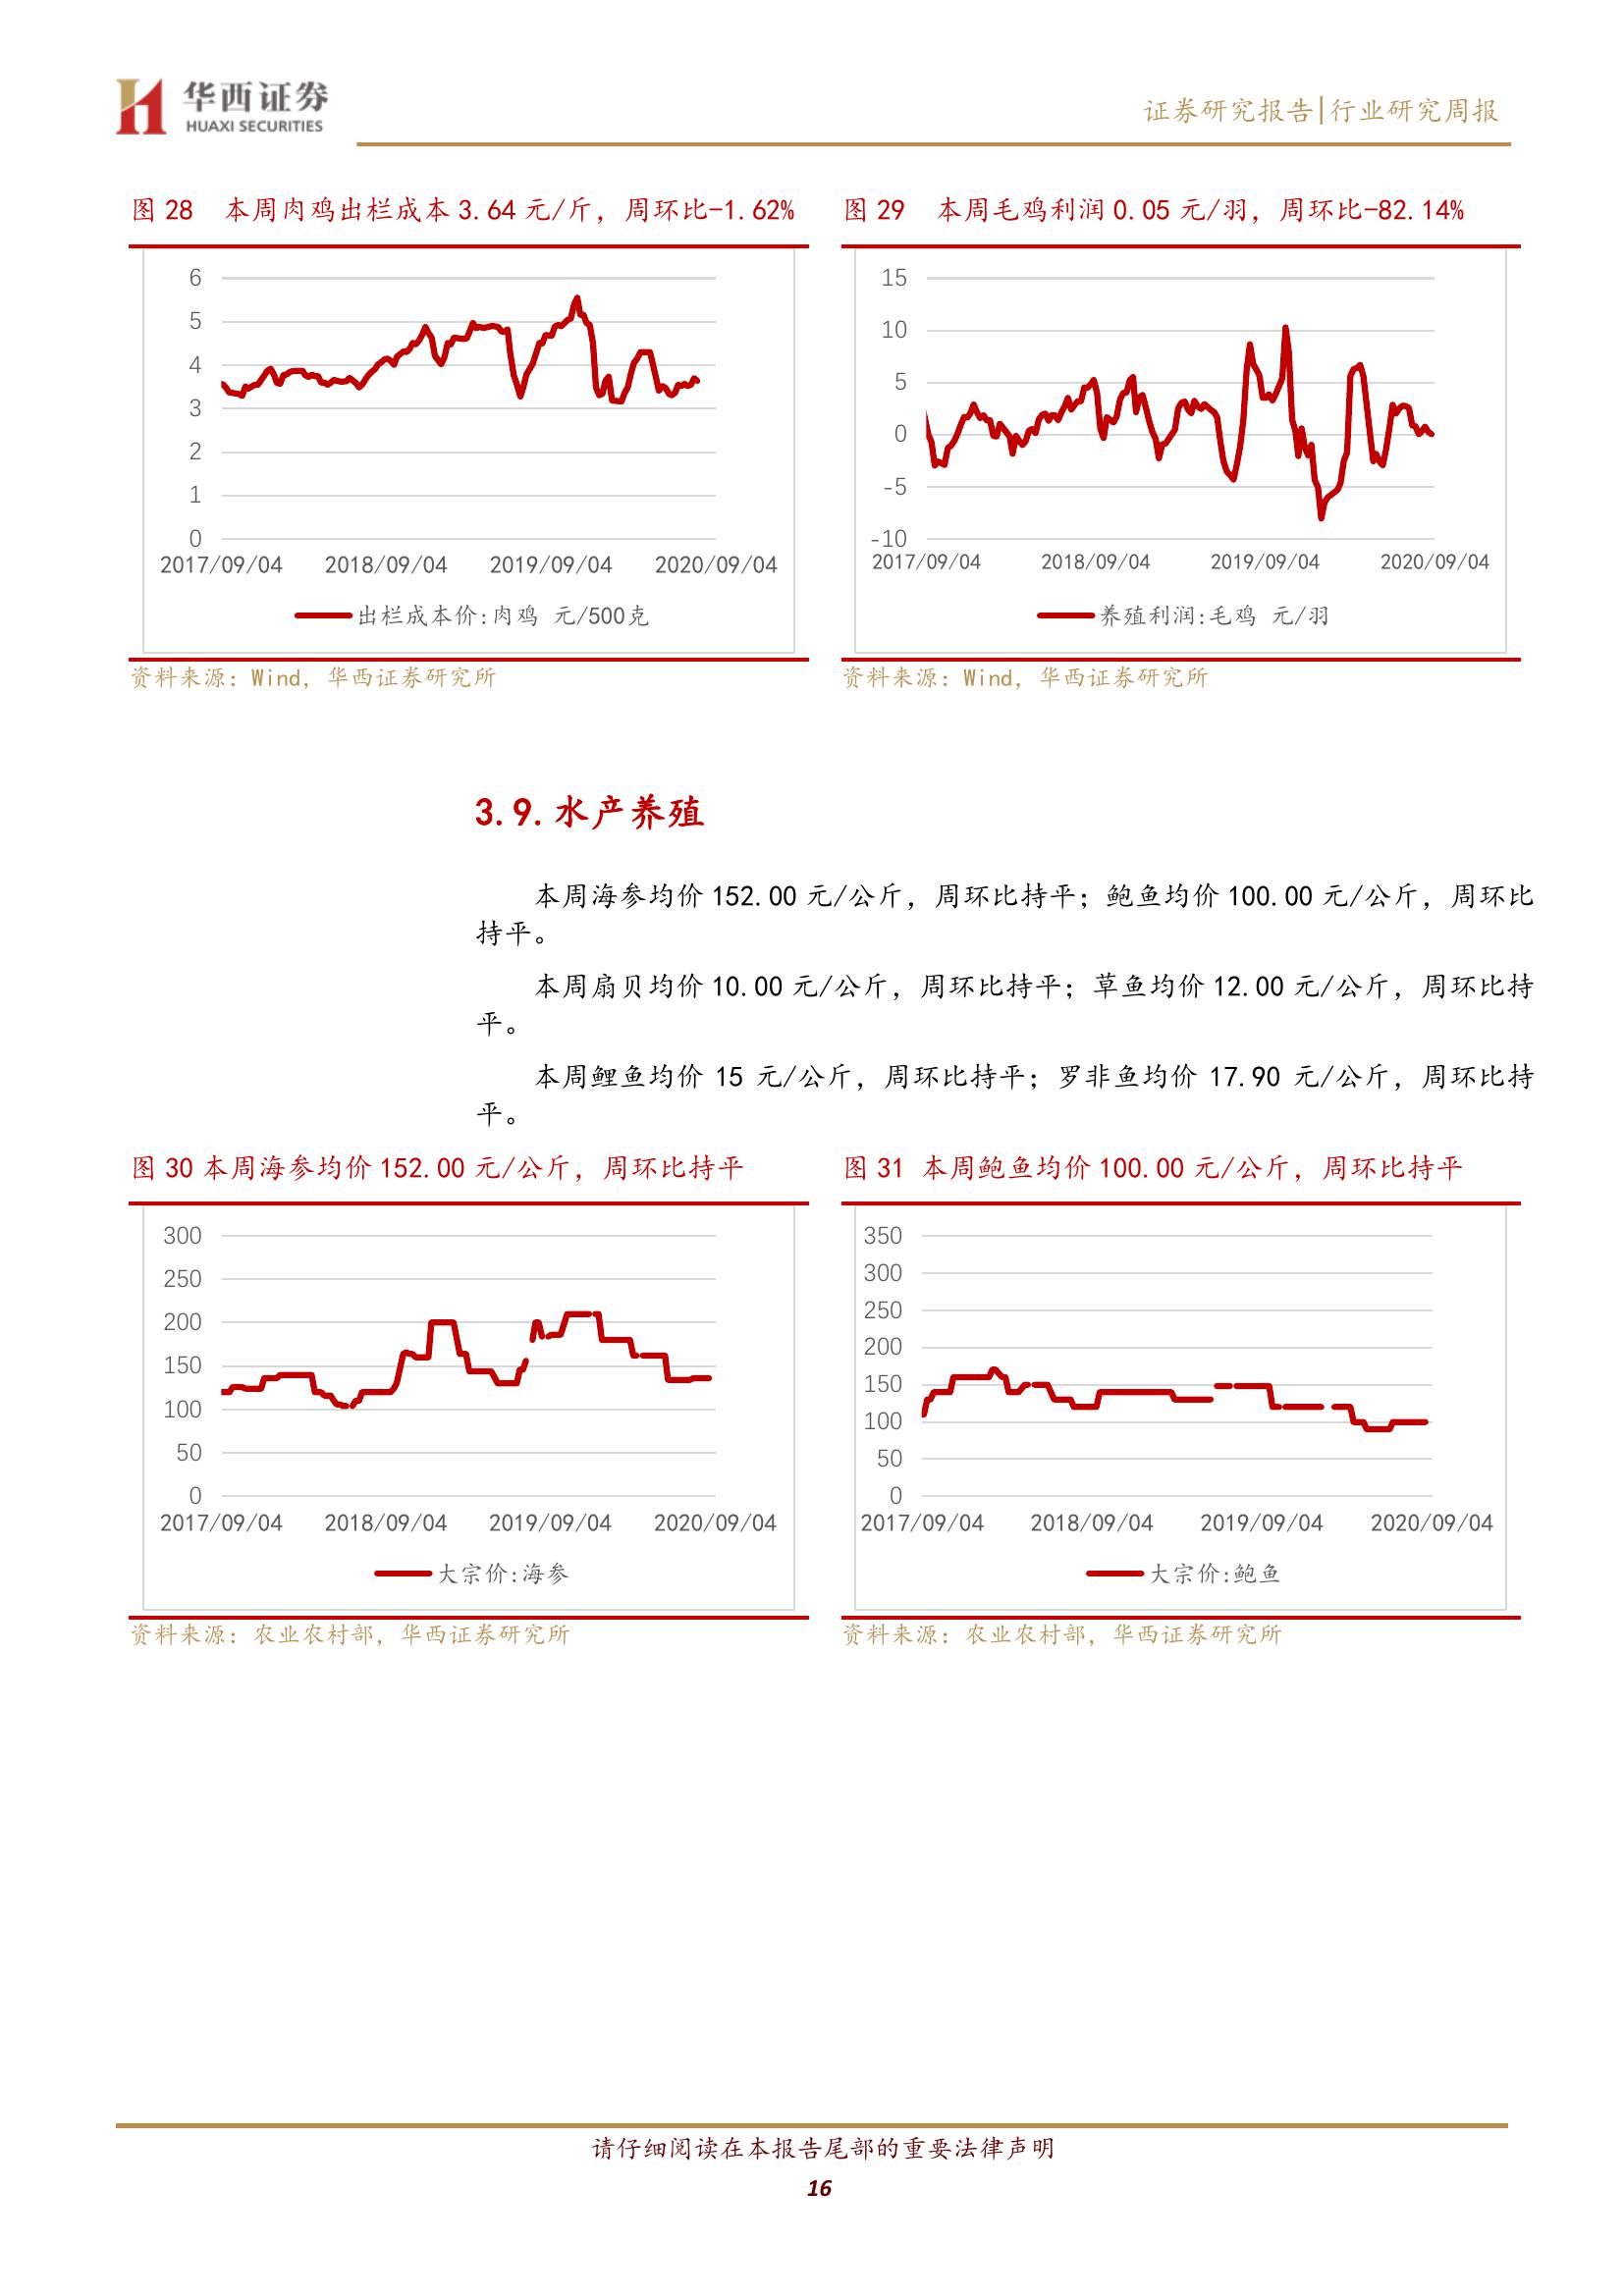 华西证券
HUAXI SECURITIES
证券研究报告|行业研究周报
图 28 本周肉鸡出栏成本 3.64 元/斤，周环比-1.62%
6
5
4
3
2
1
0
2017/09/04 2018/09/04 2019/09/04 2020/09/04
出栏成本价:肉鸡 元/500克
资料来源：Wind，华西证券研究所
图 29 本周毛鸡利润 0.05 元/羽，周环比-82.14%
15
10
5
0
-5
-10
2017/09/04 2018/09/04 2019/09/04 2020/09/04
养殖利润:毛鸡 元/羽
资料来源：Wind，华西证券研究所
3.9.水产养殖
本周海参均价 152.00 元/公斤，周环比持平；鲍鱼均价 100.00 元/公斤，周环比
持平。
本周扇贝均价 10.00 元/公斤，周环比持平；草鱼均价 12.00 元/公斤，周环比持
平。
本周鲤鱼均价 15 元/公斤，周环比持平；罗非鱼均价 17.90 元/公斤，周环比持
平。
图 30 本周海参均价 152.00 元/公斤，周环比持平
300
250
200
150
100
50
0
2017/09/04 2018/09/04 2019/09/04 2020/09/04
大宗价:海参
资料来源：农业农村部，华西证券研究所
图 31 本周鲍鱼均价 100.00 元/公斤，周环比持平
350
300
250
200
150
100
50
0
2017/09/04 2018/09/04 2019/09/04 2020/09/04
大宗价:鲍鱼
资料来源：农业农村部，华西证券研究所
请仔细阅读在本报告尾部的重要法律声明
16